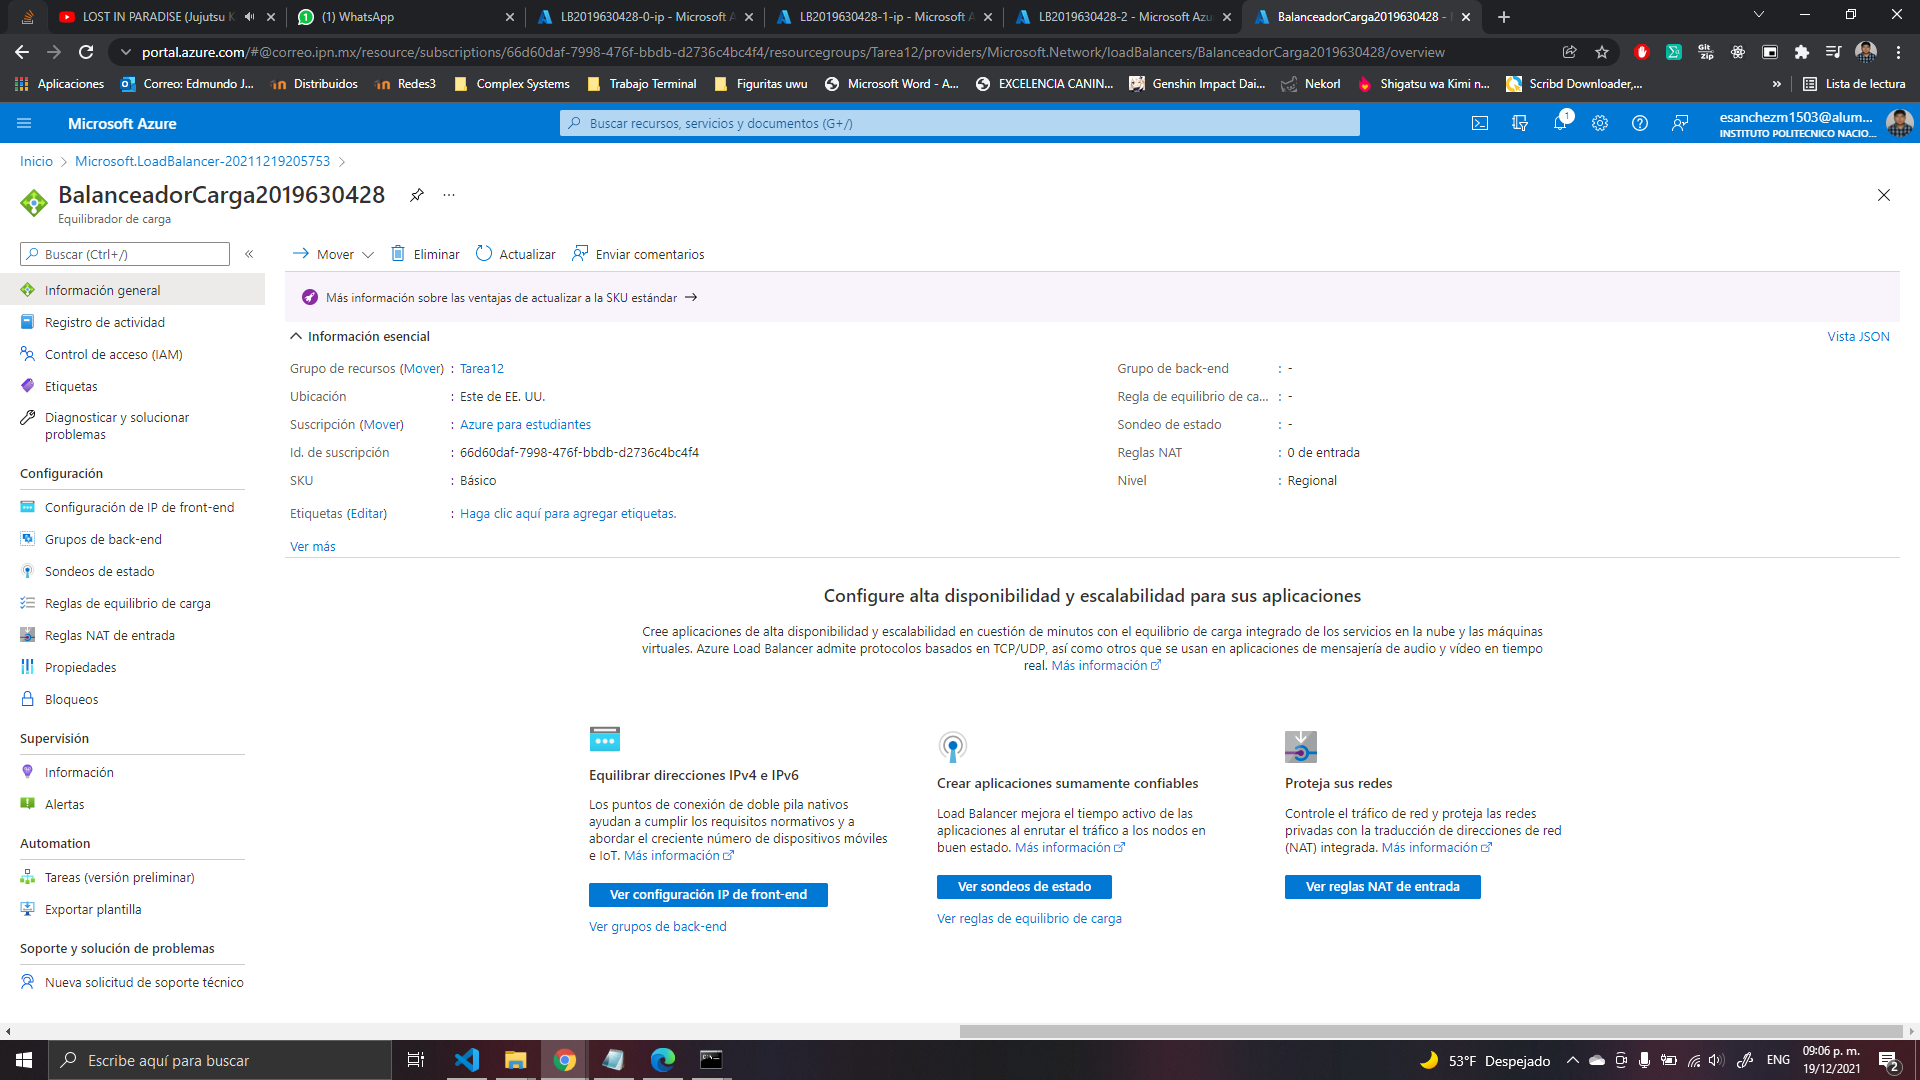 LOST IN PARADISE (Jujutsu K
(1) WhatsApp
LB2019630428-0-ip - Microsoft A
LB2019630428-1-ip - Microsoft A
LB2019630428-2 - Microsoft Azu
BalanceadorCarga2019630428 -
portal.azure.com/#@correo.ipn.mx/resource/subscriptions/66d60daf-7998-476f-bbdb-d2736c4bc4f4/resourcegroups/Tarea12/providers/Microsoft.Network/loadBalancers/BalanceadorCarga2019630428/overview
Aplicaciones
Correo: Edmundo J...
Distribuidos
Redes3
Complex Systems
Trabajo Terminal
Figuritas uwu
Microsoft Word - A...
EXCELENCIA CANIN...
Genshin Impact Dai...
Nekorl
Shigatsu wa Kimi n...
Scribd Downloader,...
»
Lista de lectura
Microsoft Azure
Buscar recursos, servicios y documentos (G+/)
1
esanchezm1503@alum...
INSTITUTO POLITECNICO NACIO...
Inicio > Microsoft.LoadBalancer-20211219205753 >
BalanceadorCarga2019630428
Equilibrador de carga
Buscar (Ctrl+/)
«
Mover
Eliminar
Actualizar
Enviar comentarios
Información general
Registro de actividad
Control de acceso (IAM)
Etiquetas
Diagnosticar y solucionar
problemas
Configuración
Configuración de IP de front-end
Grupos de back-end
Sondeos de estado
Reglas de equilibrio de carga
Reglas NAT de entrada
Propiedades
Bloqueos
Supervisión
Información
Alertas
Automation
Tareas (versión preliminar)
Exportar plantilla
Soporte y solución de problemas
Nueva solicitud de soporte técnico
Más información sobre las ventajas de actualizar a la SKU estándar →
Información esencial
Vista JSON
Grupo de recursos (Mover) : Tarea12
Ubicación : Este de EE. UU.
Suscripción (Mover) : Azure para estudiantes
Id. de suscripción : 66d60daf-7998-476f-bbdb-d2736c4bc4f4
SKU : Básico
Etiquetas (Editar) : Haga clic aquí para agregar etiquetas.
Ver más
Grupo de back-end : -
Regla de equilibrio de ca... : -
Sondeo de estado : -
Reglas NAT : 0 de entrada
Nivel : Regional
Configure alta disponibilidad y escalabilidad para sus aplicaciones
Cree aplicaciones de alta disponibilidad y escalabilidad en cuestión de minutos con el equilibrio de carga integrado de los servicios en la nube y las máquinas
virtuales. Azure Load Balancer admite protocolos basados en TCP/UDP, así como otros que se usan en aplicaciones de mensajería de audio y vídeo en tiempo
real. Más información
Equilibrar direcciones IPv4 e IPv6
Los puntos de conexión de doble pila nativos
ayudan a cumplir los requisitos normativos y a
abordar el creciente número de dispositivos móviles
e IoT. Más información
Ver configuración IP de front-end
Ver grupos de back-end
Crear aplicaciones sumamente confiables
Load Balancer mejora el tiempo activo de las
aplicaciones al enrutar el tráfico a los nodos en
buen estado. Más información
Ver sondeos de estado
Ver reglas de equilibrio de carga
Proteja sus redes
Controle el tráfico de red y proteja las redes
privadas con la traducción de direcciones de red
(NAT) integrada. Más información
Ver reglas NAT de entrada
Escribe aquí para buscar
53°F Despejado
ENG
09:06 p. m.
19/12/2021
2